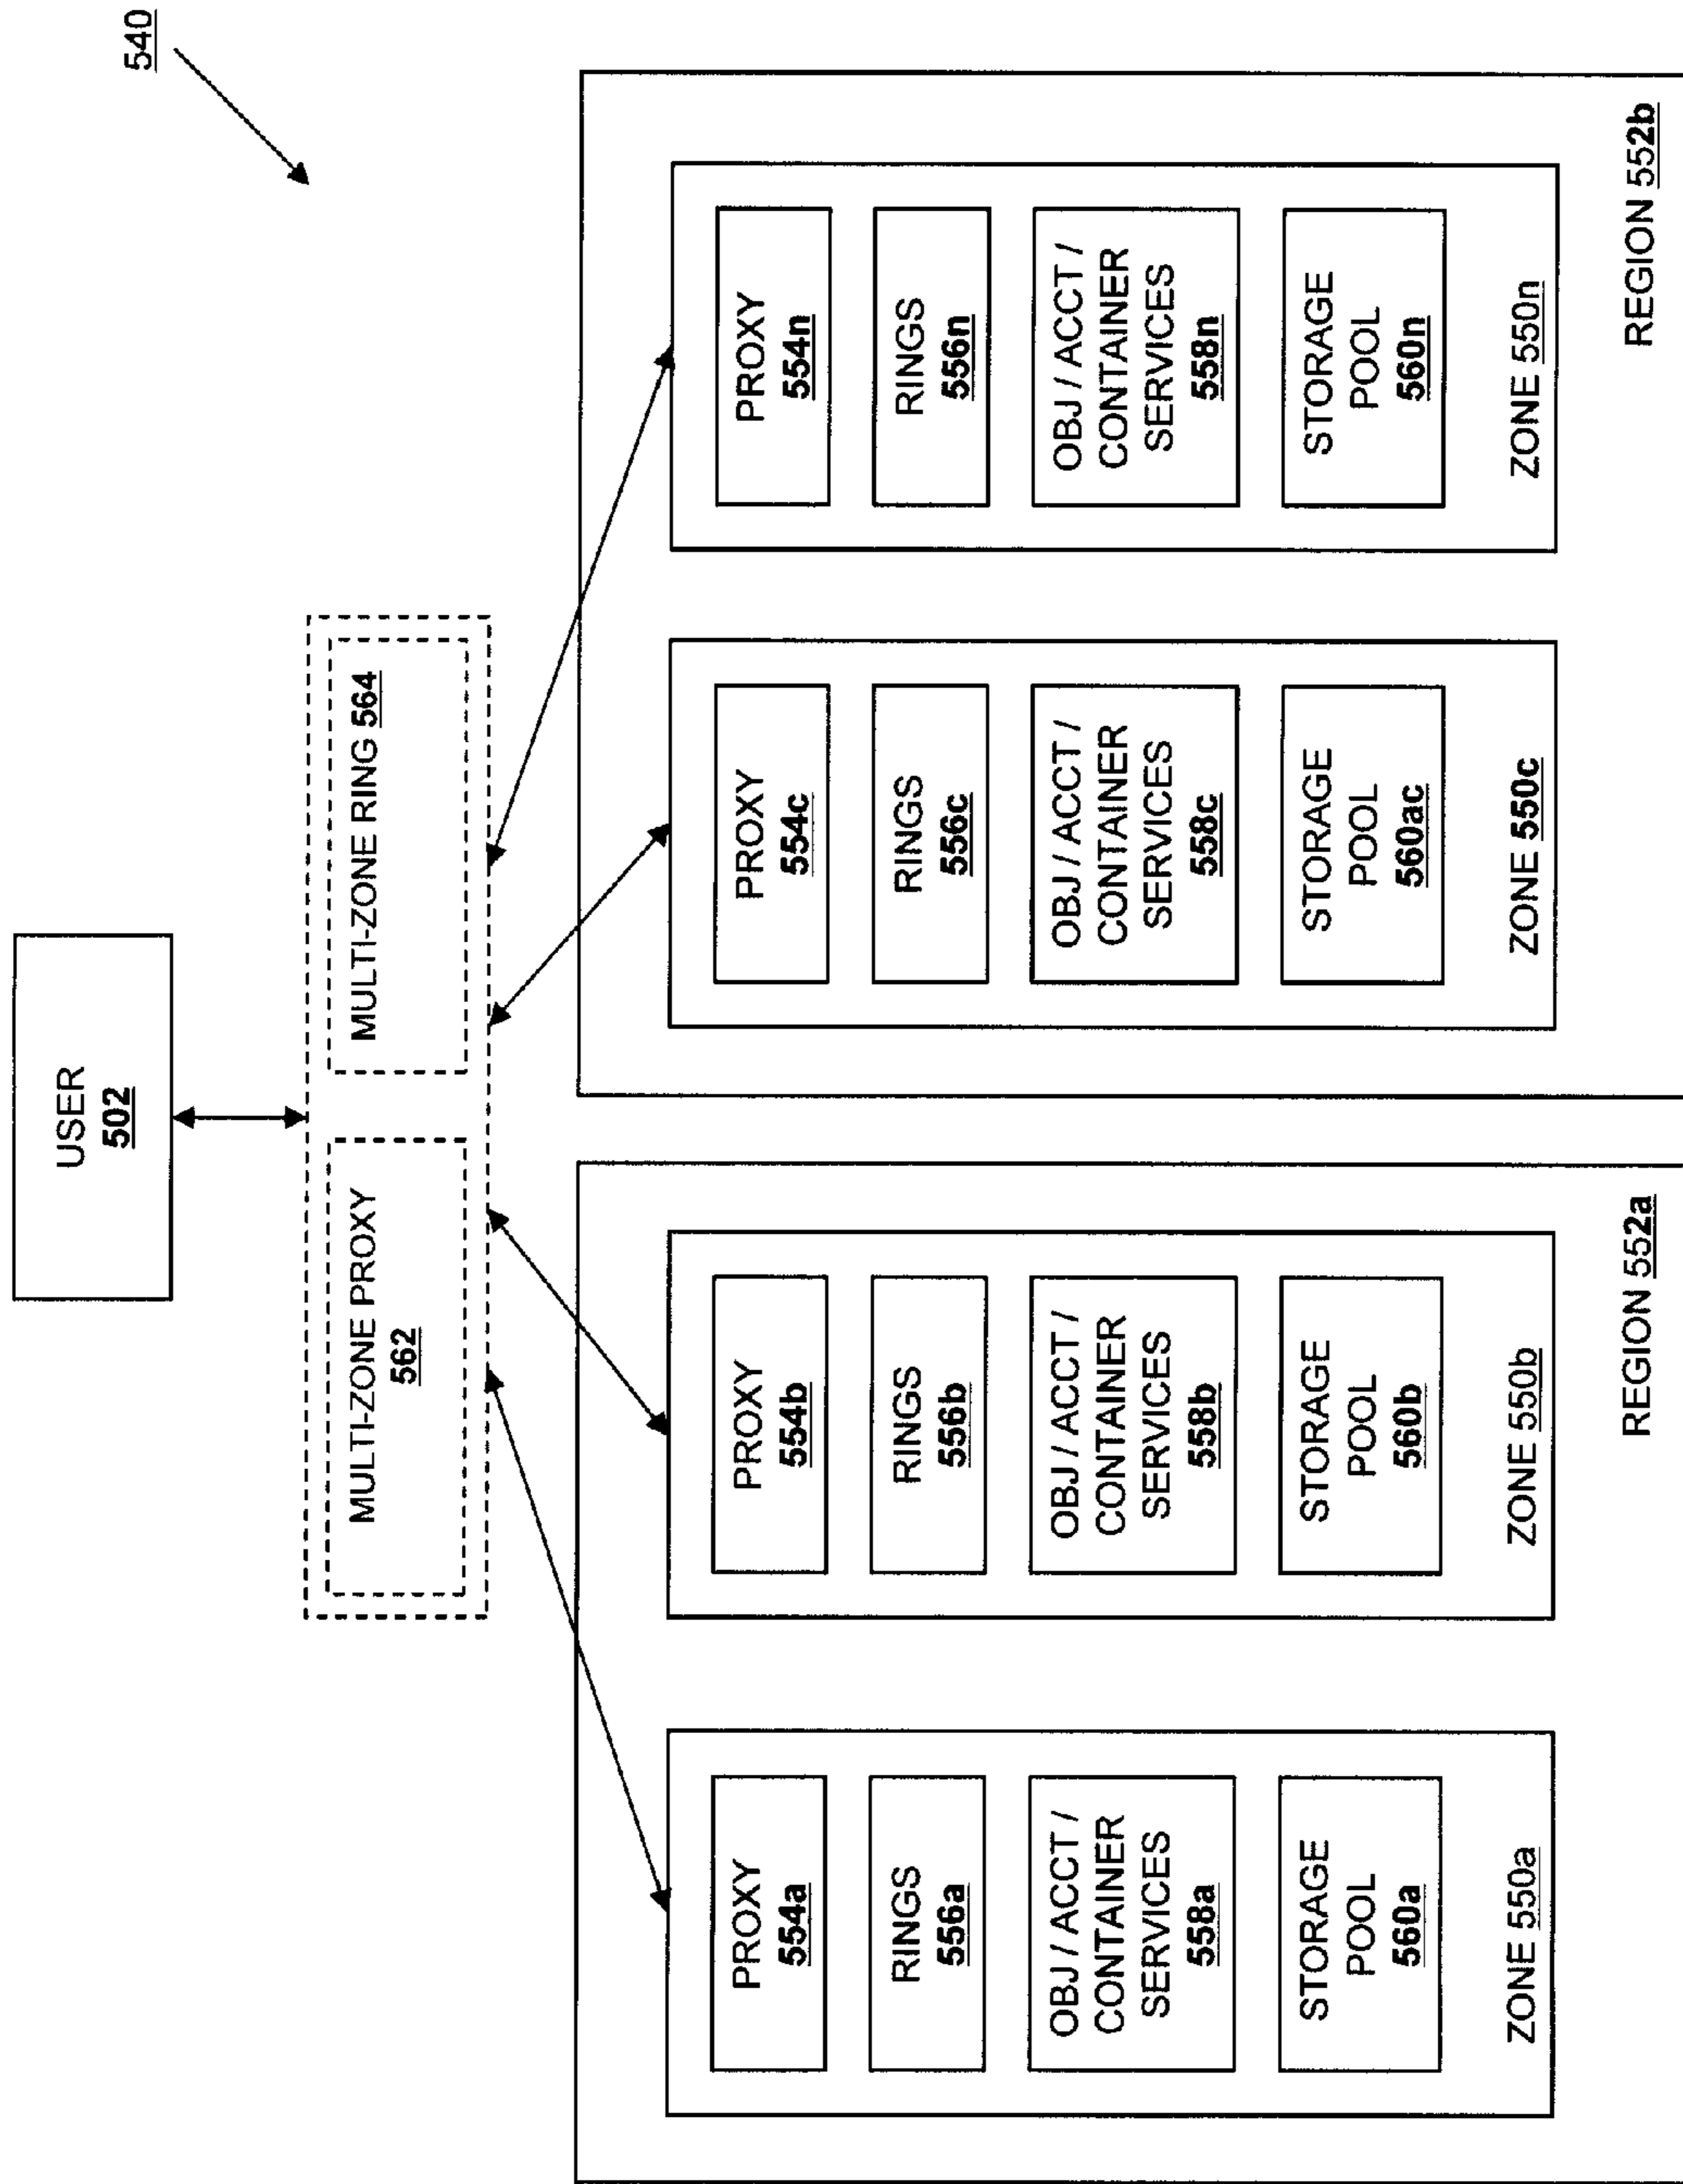 540
USER
502
MULTI-ZONE PROXY
562
MULTI-ZONE RING 564
PROXY
554a
RINGS
556a
OBJ / ACCT /
CONTAINER
SERVICES
558a
STORAGE
POOL
560a
ZONE 550a
PROXY
554b
RINGS
556b
OBJ / ACCT /
CONTAINER
SERVICES
558b
STORAGE
POOL
560b
ZONE 550b
REGION 552a
PROXY
554c
RINGS
556c
OBJ / ACCT /
CONTAINER
SERVICES
558c
STORAGE
POOL
560ac
ZONE 550c
PROXY
554n
RINGS
556n
OBJ / ACCT /
CONTAINER
SERVICES
558n
STORAGE
POOL
560n
ZONE 550n
REGION 552b